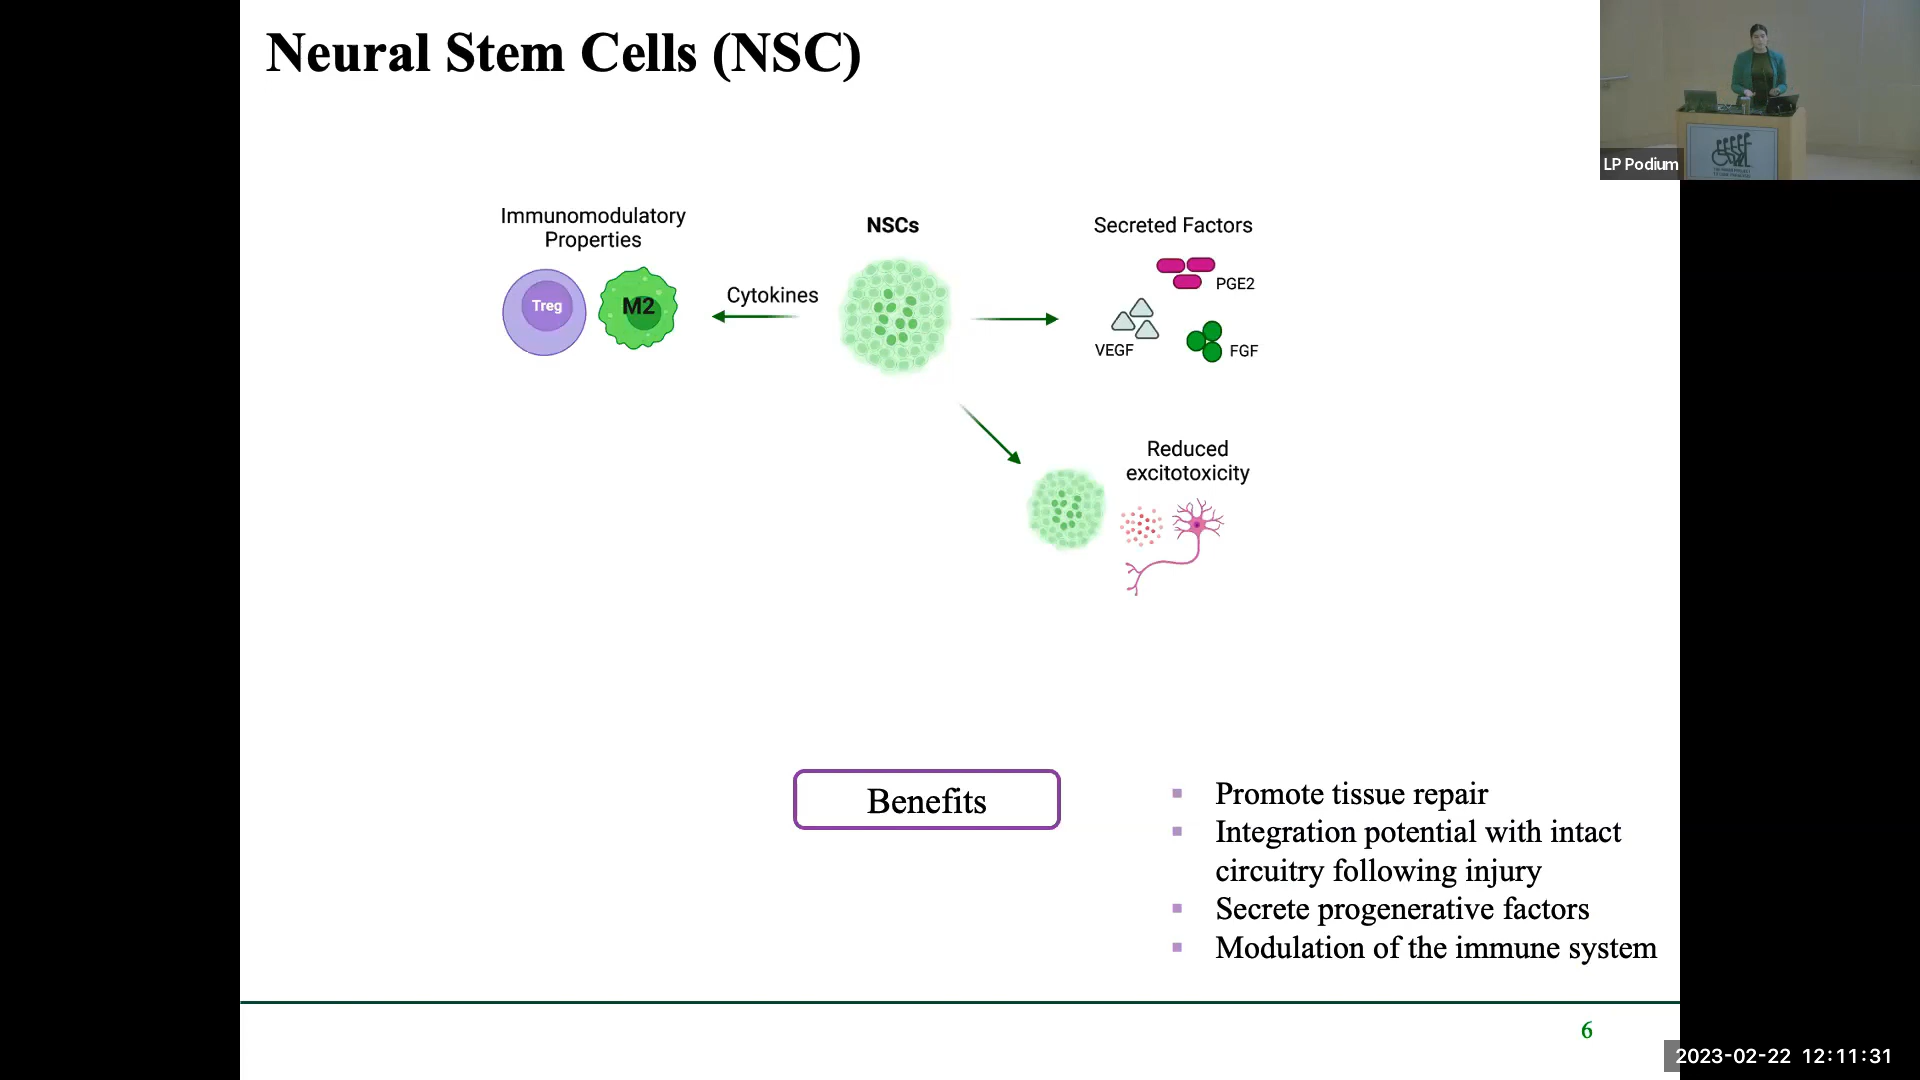 Neural Stem Cells (NSC)
LP Podium
Immunomodulatory
Properties
Treg
M2
Cytokines
NSCs
Secreted Factors
PGE2
VEGF
FGF
Reduced
excitotoxicity
Benefits
▪ Promote tissue repair
▪ Integration potential with intact
circuitry following injury
▪ Secrete progenerative factors
▪ Modulation of the immune system
6
2023-02-22 12:11:31